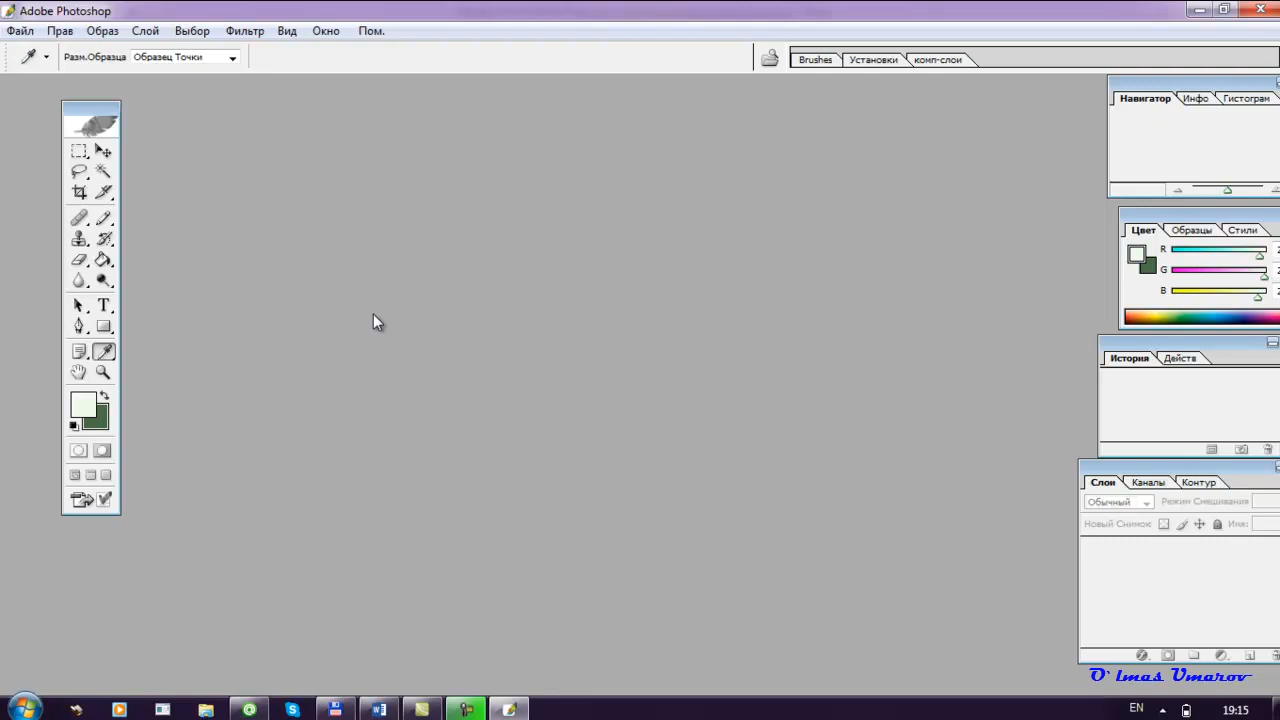 Adobe Photoshop
Файл Прав Образ Слой Выбор Фильтр Вид Окно Пом.
Разм.Образца Образец Точки Brushes Установки комп-слои
Навигатор Инфо Гистограм
Цвет Образцы Стили
R
G
B
История Действ
Слои Каналы Контур
Обычный Режим Смешивания
Новый Снимок: Имя:
O`lmas Umarov
T
W
EN 19:15